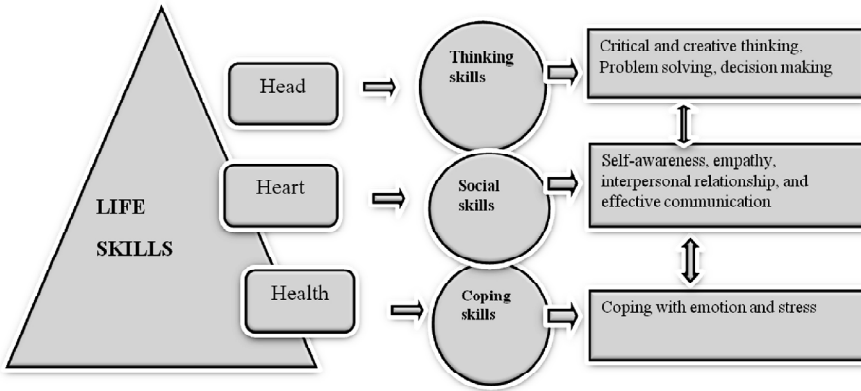 LIFE
SKILLS
Head
Thinking
skills
Critical and creative thinking,
Problem solving, decision making
Heart
Social
skills
Self-awareness, empathy,
interpersonal relationship, and
effective communication
Health
Coping
skills
Coping with emotion and stress